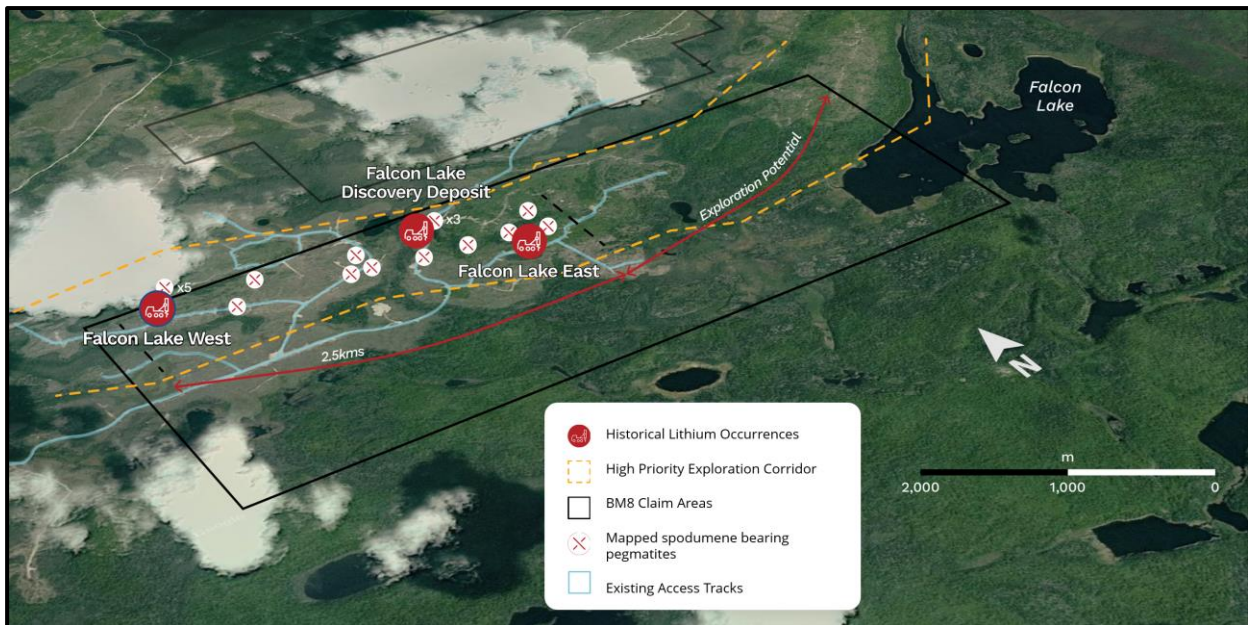 Falcon
Lake
Falcon Lake
Discovery Deposit
x3
Exploration Potential
Falcon Lake East
x5
Falcon Lake West
2.5kms
N
Historical Lithium Occurrences
High Priority Exploration Corridor
BM8 Claim Areas
Mapped spodumene bearing
pegmatites
Existing Access Tracks
m
2,000 1,000 0